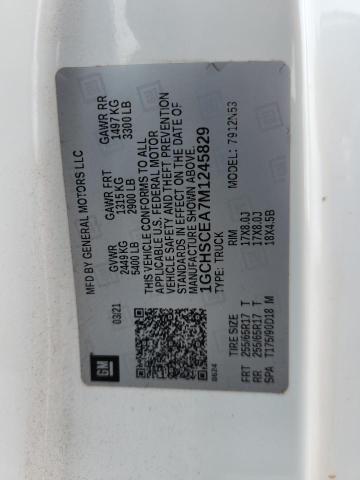 MFD BY GENERAL MOTORS LLC
03/21 GVWR GAWR FR GAWR RR
2449 KG 1315 KG 1497 KG
5400 LB 2900 LB 3300 LB
THIS VEHICLE CONFORMS TO ALL
APPLICABLE U.S. FEDERAL MOTOR
VEHICLE SAFETY AND THEFT PREVENTION
STANDARDS IN EFFECT ON THE DATE OF
MANUFACTURE SHOWN ABOVE.
1GCHSCEA7M1245829
TYPE: TRUCK MODEL: 7912N53
GM
8624
TIRE SIZE RIM
FRT 255/65R17 T 17X8.0J
RR 255/65R17 T 17X8.0J
SPA T175/90D18 M 18X4.5B